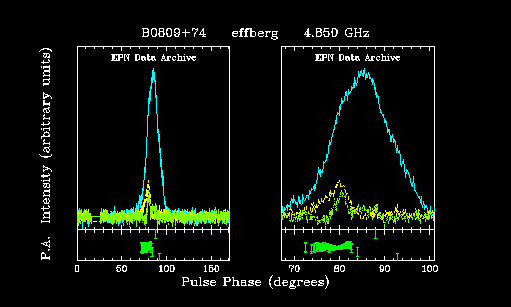 B0809+74 effberg 4.850 GHz
EPN Data Archive EPN Data Archive
Intensity (arbitrary units)
P.A.
0 50 100 150 70 80 90 100
Pulse Phase (degrees)